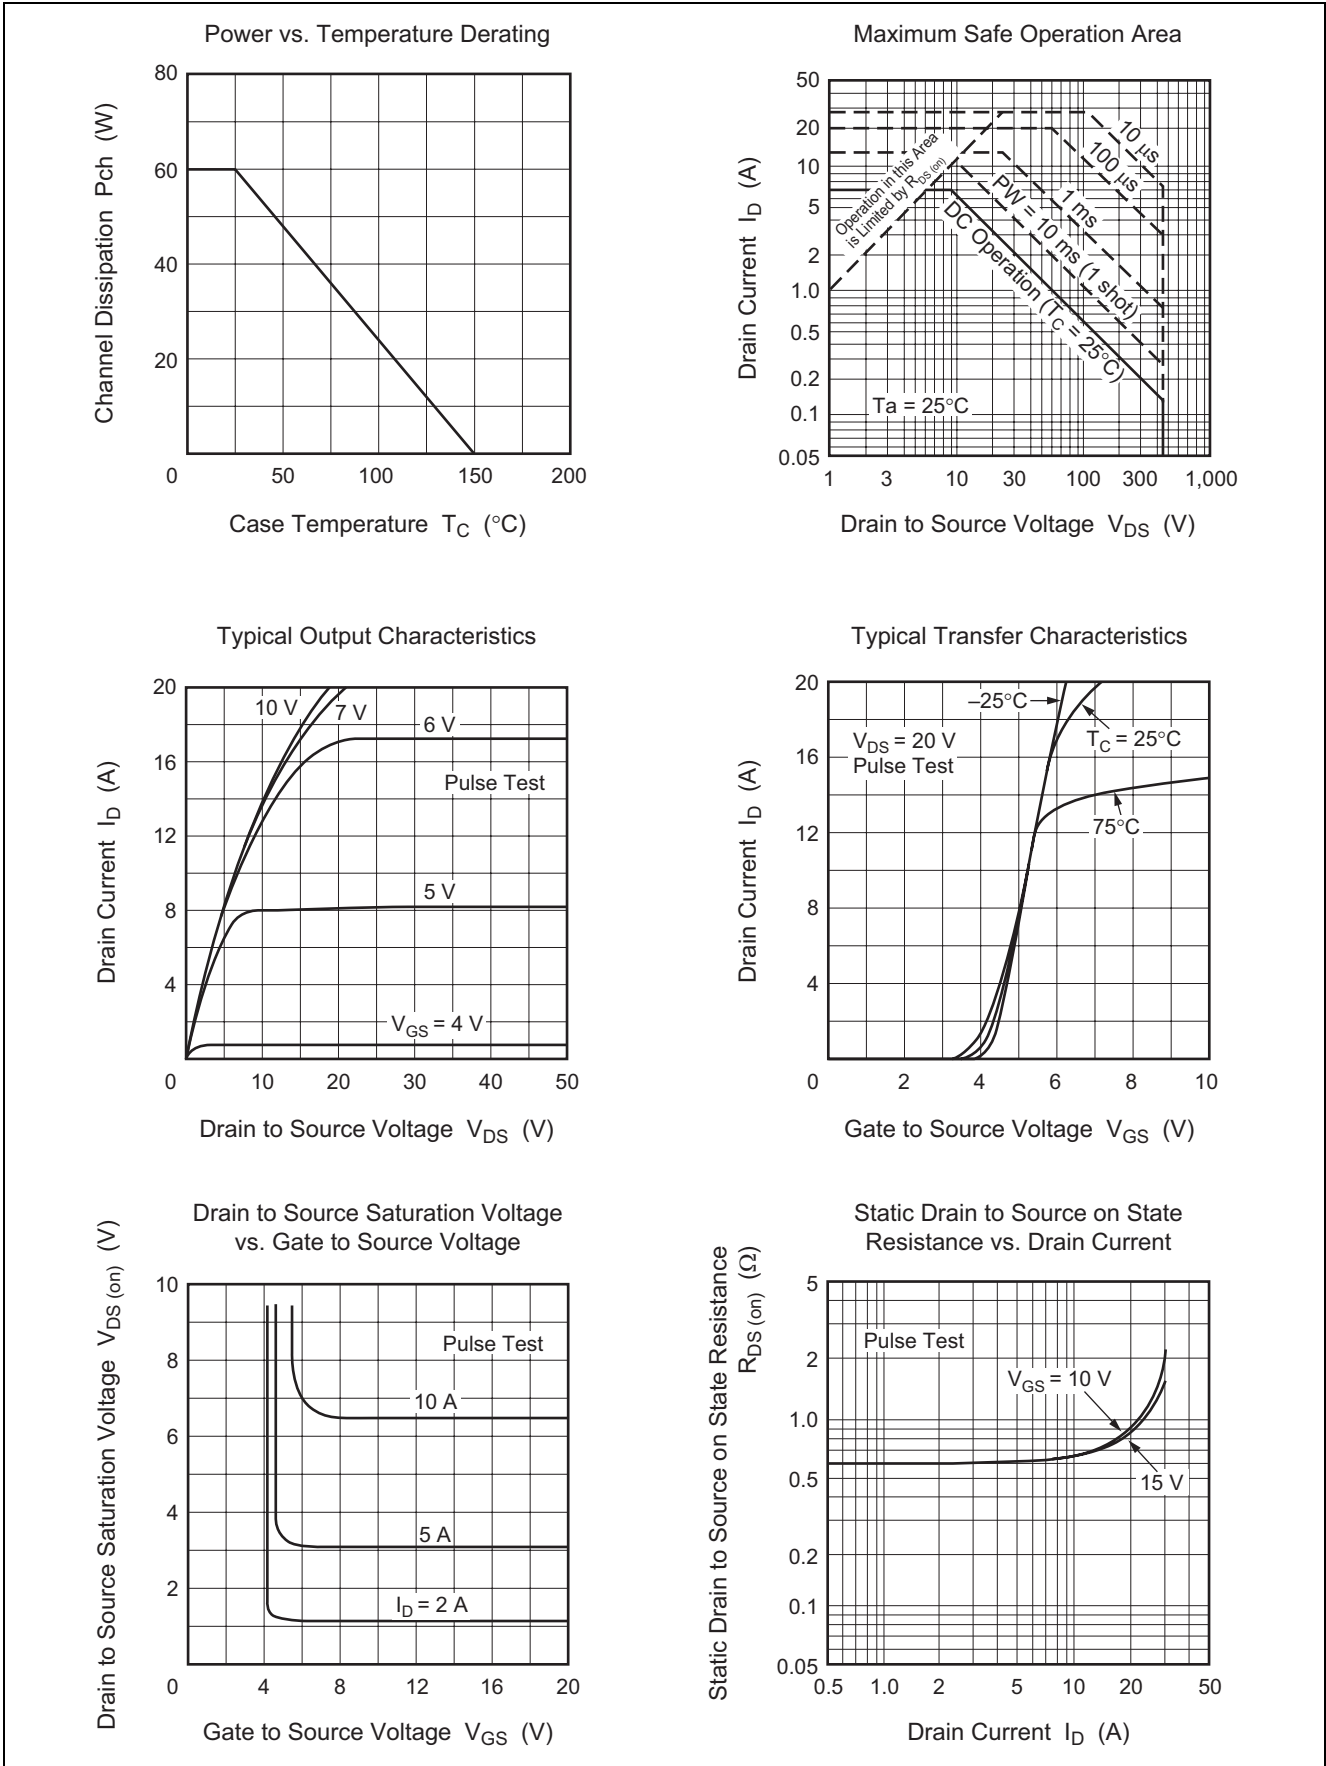 Power vs. Temperature Derating
80
60
40
20
0
50
100
150
200
Channel Dissipation Pch (W)
Case Temperature TC (°C)
Maximum Safe Operation Area
50
20
10
5
2
1.0
0.5
0.2
0.1
0.05
1
3
10
30
100
300
1,000
Drain Current ID (A)
Drain to Source Voltage VDS (V)
Operation in this Area
is Limited by RDS (on)
10 μs
100 μs
1 ms
PW = 10 ms (1 shot)
DC Operation (TC = 25°C)
Ta = 25°C
Typical Output Characteristics
20
16
12
8
4
0
10
20
30
40
50
Drain Current ID (A)
Drain to Source Voltage VDS (V)
10 V
7 V
6 V
Pulse Test
5 V
VGS = 4 V
Typical Transfer Characteristics
20
16
12
8
4
0
2
4
6
8
10
Drain Current ID (A)
Gate to Source Voltage VGS (V)
–25°C
TC = 25°C
VDS = 20 V
Pulse Test
75°C
Drain to Source Saturation Voltage
vs. Gate to Source Voltage
10
8
6
4
2
0
4
8
12
16
20
Drain to Source Saturation Voltage VDS (on) (V)
Gate to Source Voltage VGS (V)
Pulse Test
10 A
5 A
ID = 2 A
Static Drain to Source on State
Resistance vs. Drain Current
5
2
1.0
0.5
0.2
0.1
0.05
0.5
1.0
2
5
10
20
50
Static Drain to Source on State Resistance
RDS (on) (Ω)
Drain Current ID (A)
Pulse Test
VGS = 10 V
15 V